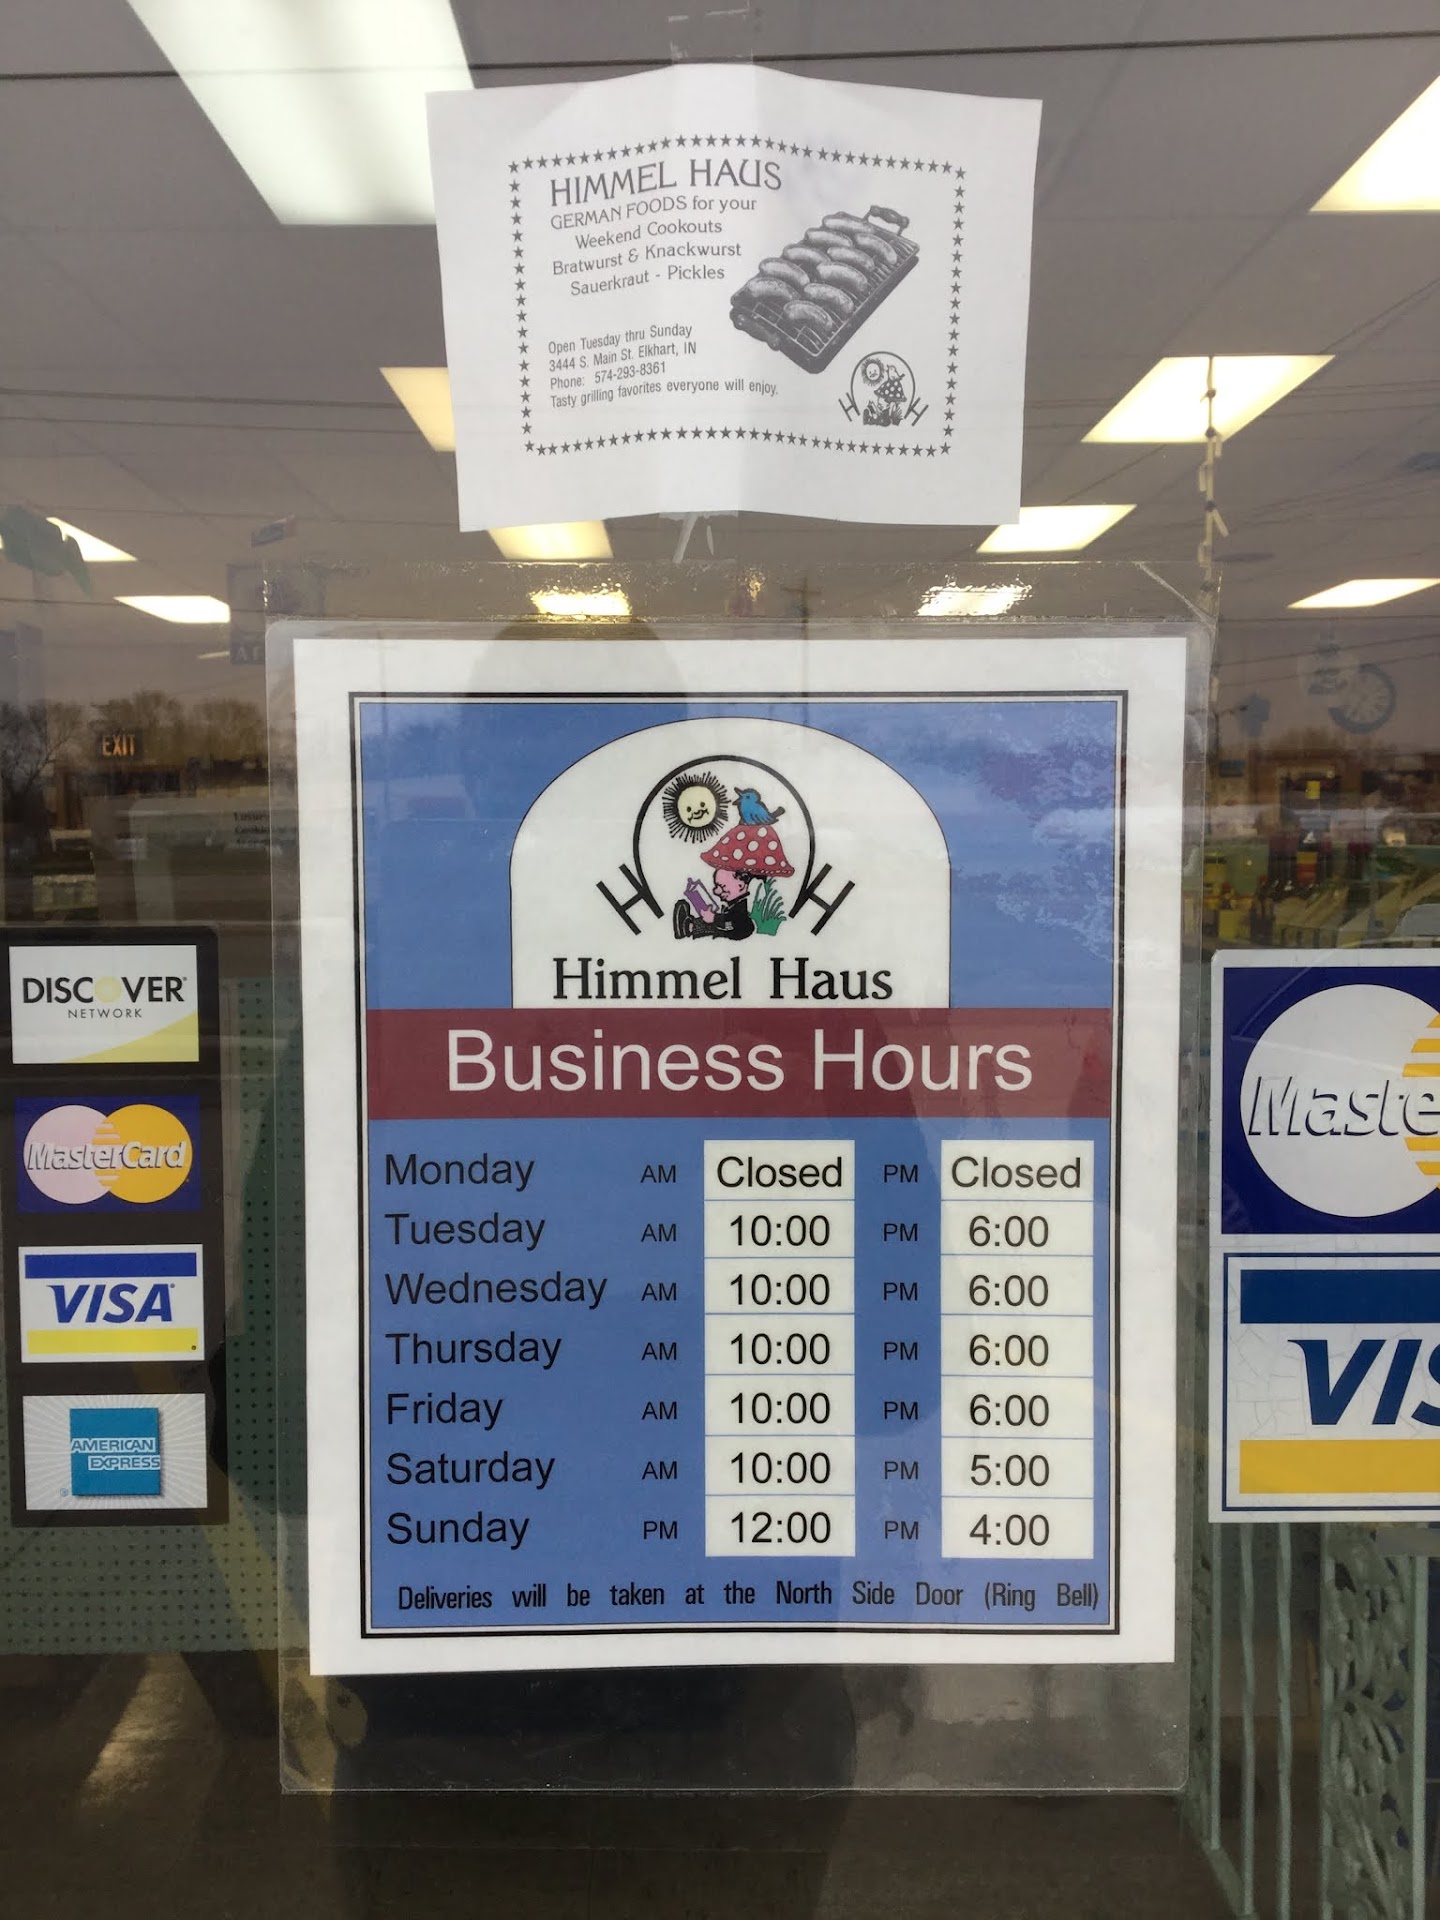 HIMMEL HAUS
GERMAN FOODS for your
Weekend Cookouts
Bratwurst & Knackwurst
Sauerkraut - Pickles
Open Tuesday thru Sunday
3444 S. Main St. Elkhart, IN
Phone: 574-293-8361
Tasty grilling favorites everyone will enjoy.
H H
EXIT
H H
Himmel Haus
Business Hours
Monday AM Closed PM Closed
Tuesday AM 10:00 PM 6:00
Wednesday AM 10:00 PM 6:00
Thursday AM 10:00 PM 6:00
Friday AM 10:00 PM 6:00
Saturday AM 10:00 PM 5:00
Sunday PM 12:00 PM 4:00
Deliveries will be taken at the North Side Door (Ring Bell)
DISCOVER®
NETWORK
MasterCard
VISA
AMERICAN
EXPRESS
®
Maste
VIS